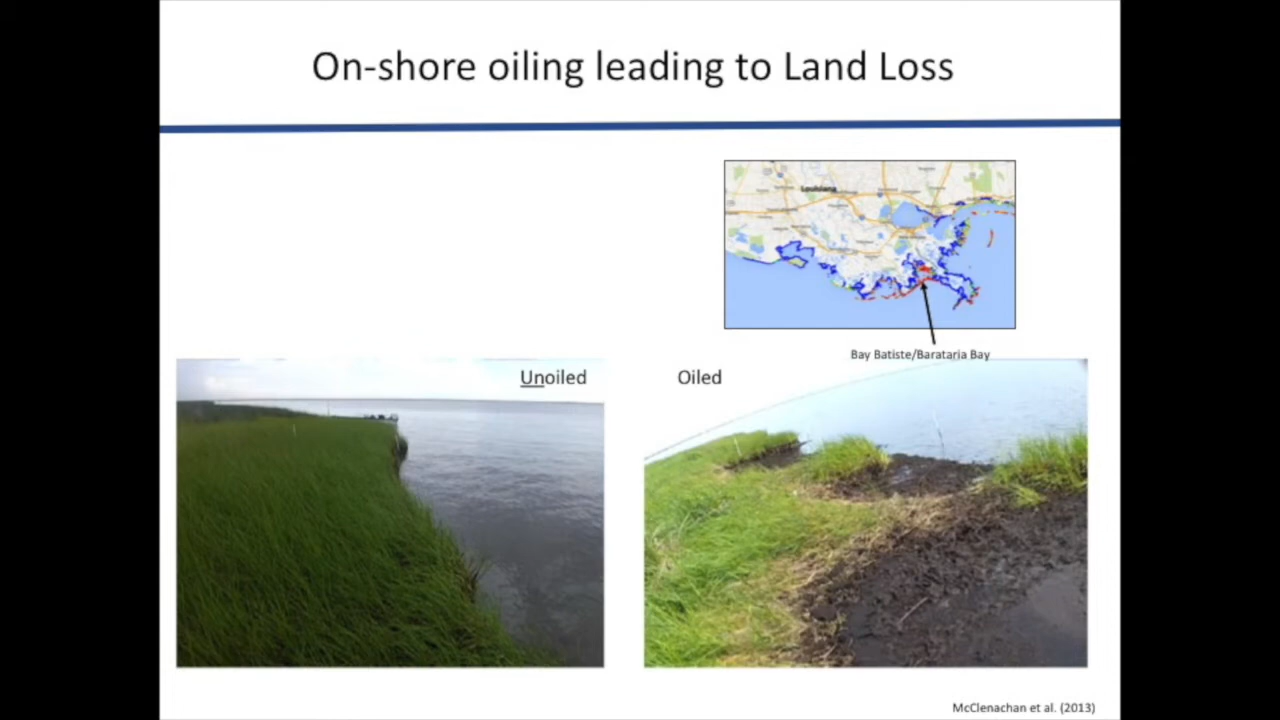 On-shore oiling leading to Land Loss
Louisiana
Bay Batiste/Barataria Bay
Unoiled
Oiled
McClenachan et al. (2013)